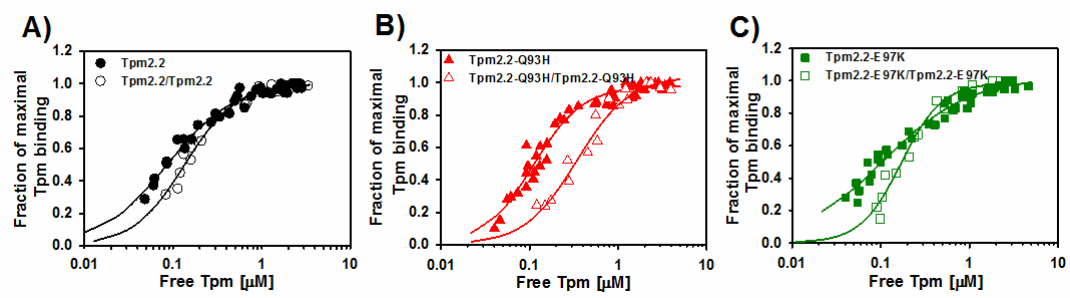 A)
Fraction of maximal
Tpm binding
1.2
1.0
0.8
0.6
0.4
0.2
0.0
Tpm2.2
Tpm2.2/Tpm2.2
0.01
0.1
1
10
Free Tpm [µM]
B)
Fraction of maximal
Tpm binding
1.2
1.0
0.8
0.6
0.4
0.2
0.0
Tpm2.2-Q93H
Tpm2.2-Q93H/Tpm2.2-Q93H
0.01
0.1
1
10
Free Tpm [µM]
C)
Fraction of maximal
Tpm binding
1.2
1.0
0.8
0.6
0.4
0.2
0.0
Tpm2.2-E97K
Tpm2.2-E97K/Tpm2.2-E97K
0.01
0.1
1
10
Free Tpm [µM]